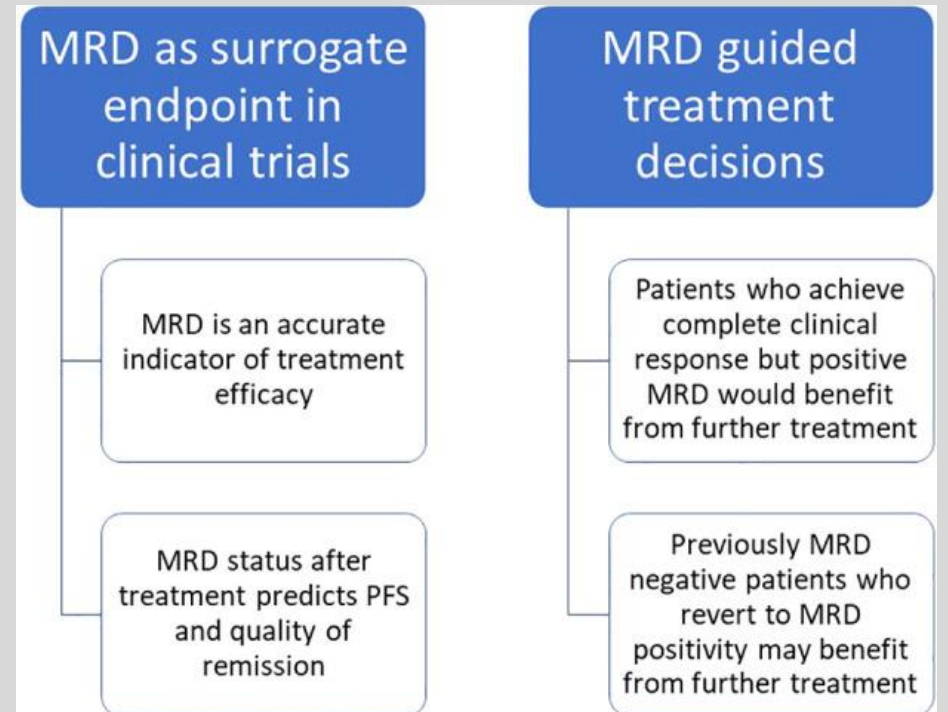 MRD as surrogate
endpoint in
clinical trials
MRD is an accurate
indicator of treatment
efficacy
MRD status after
treatment predicts PFS
and quality of
remission
MRD guided
treatment
decisions
Patients who achieve
complete clinical
response but positive
MRD would benefit
from further treatment
Previously MRD
negative patients who
revert to MRD
positivity may benefit
from further treatment